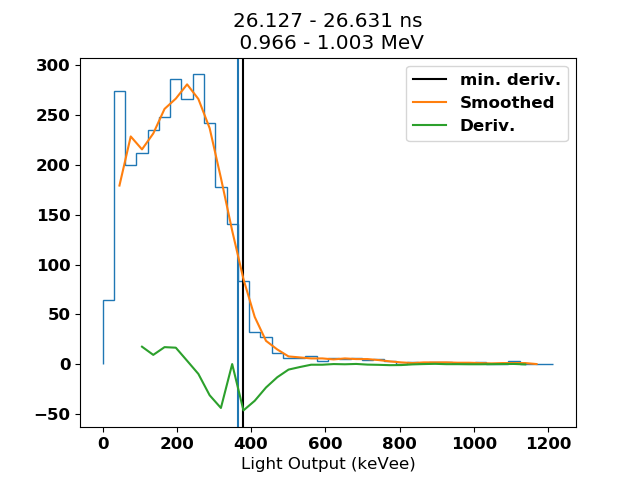 26.127 - 26.631 ns
0.966 - 1.003 MeV
300
250
200
150
100
50
0
−50
min. deriv.
Smoothed
Deriv.
0 200 400 600 800 1000 1200
Light Output (keVee)